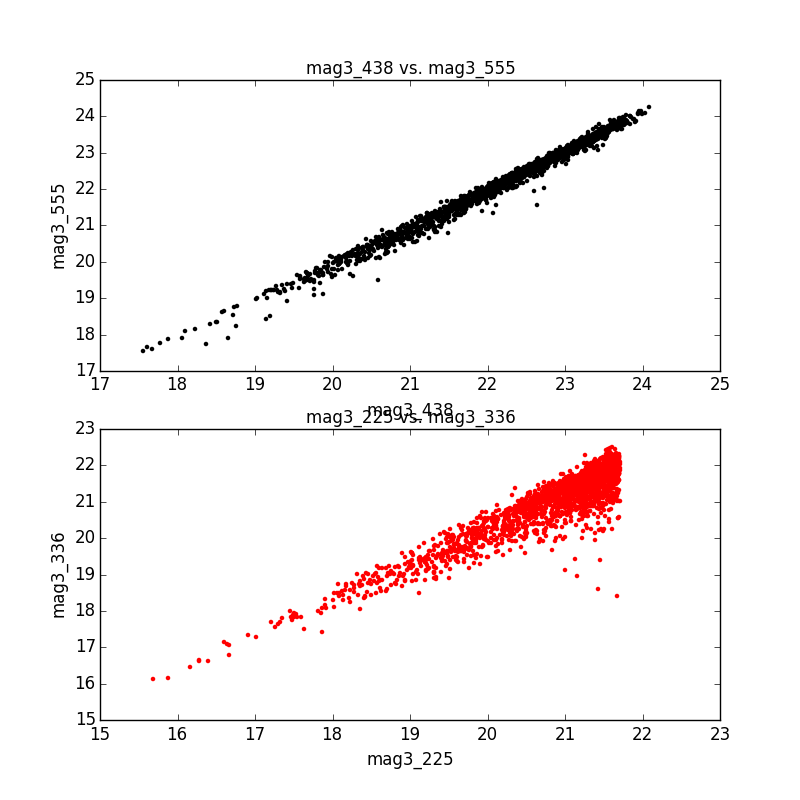 mag3_438 vs. mag3_555
25
24
23
22
21
20
19
18
17
mag3_555
17 18 19 20 21 22 23 24 25
mag3_438
mag3_225 vs. mag3_336
23
22
21
20
19
18
17
16
15
mag3_336
15 16 17 18 19 20 21 22 23
mag3_225